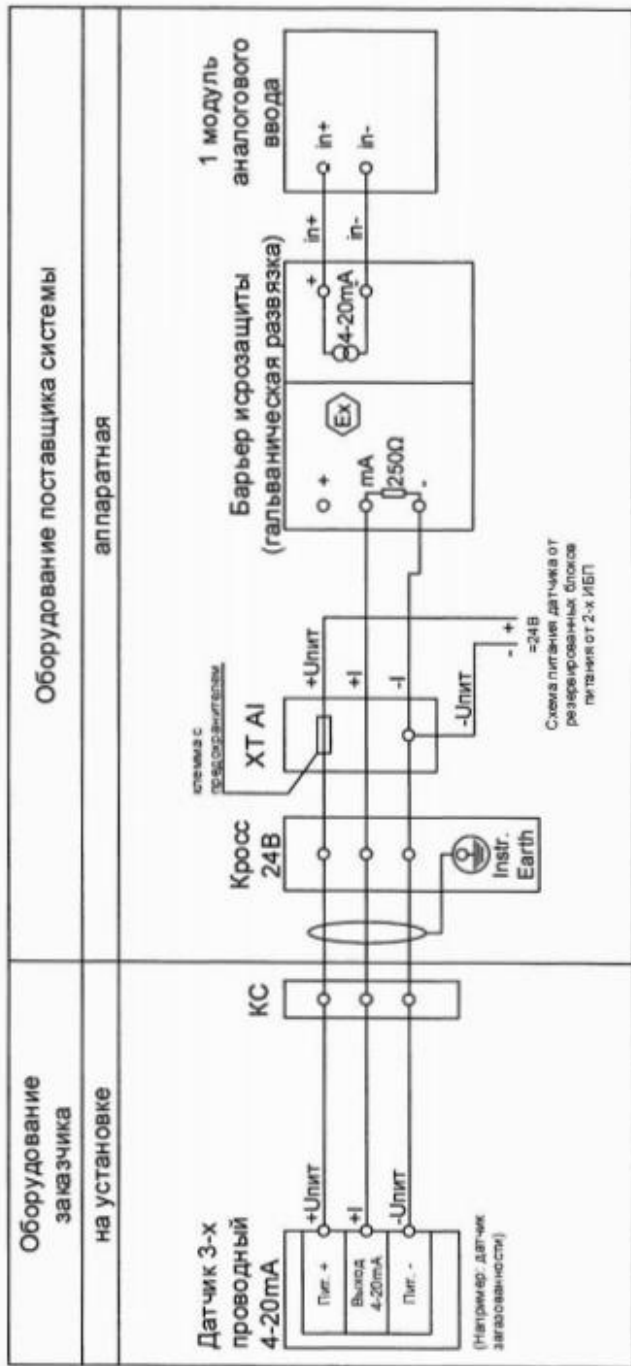 Оборудование
заказчика
Оборудование поставщика системы
на установке
аппаратная
Датчик 3-х
проводный
4-20mA
Пит. +
Выход
4-20mA
Пит. -
+Uпит
+I
-Uпит
(Например: датчик
загазованности)
КС
Кросс
24В
Instr.
Earth
клемма с
предохранителем
XT AI
+Uпит
+I
-I
-Uпит
- +
=24В
Схема питания датчика от
резервированных блоков
питания от 2-х ИБП
Барьер исрозащиты
(гальваническая развязка)
+
mA
250Ω
-
Ex
+
4-20mA
-
in+
in-
1 модуль
аналогового
ввода
in+
in-